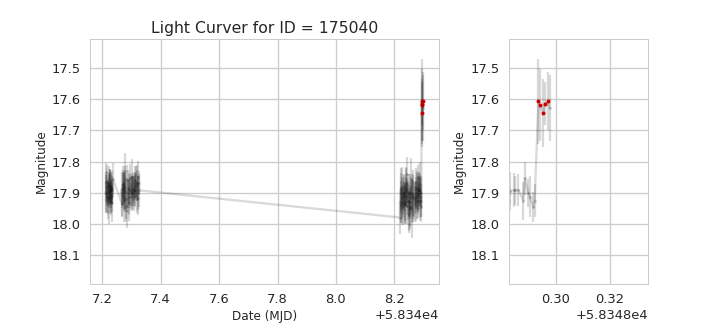 Light Curver for ID = 175040
Magnitude
17.5
17.6
17.7
17.8
17.9
18.0
18.1
7.2 7.4 7.6 7.8 8.0 8.2
Date (MJD)
+5.834e4
Magnitude
17.5
17.6
17.7
17.8
17.9
18.0
18.1
0.30 0.32
+5.8348e4